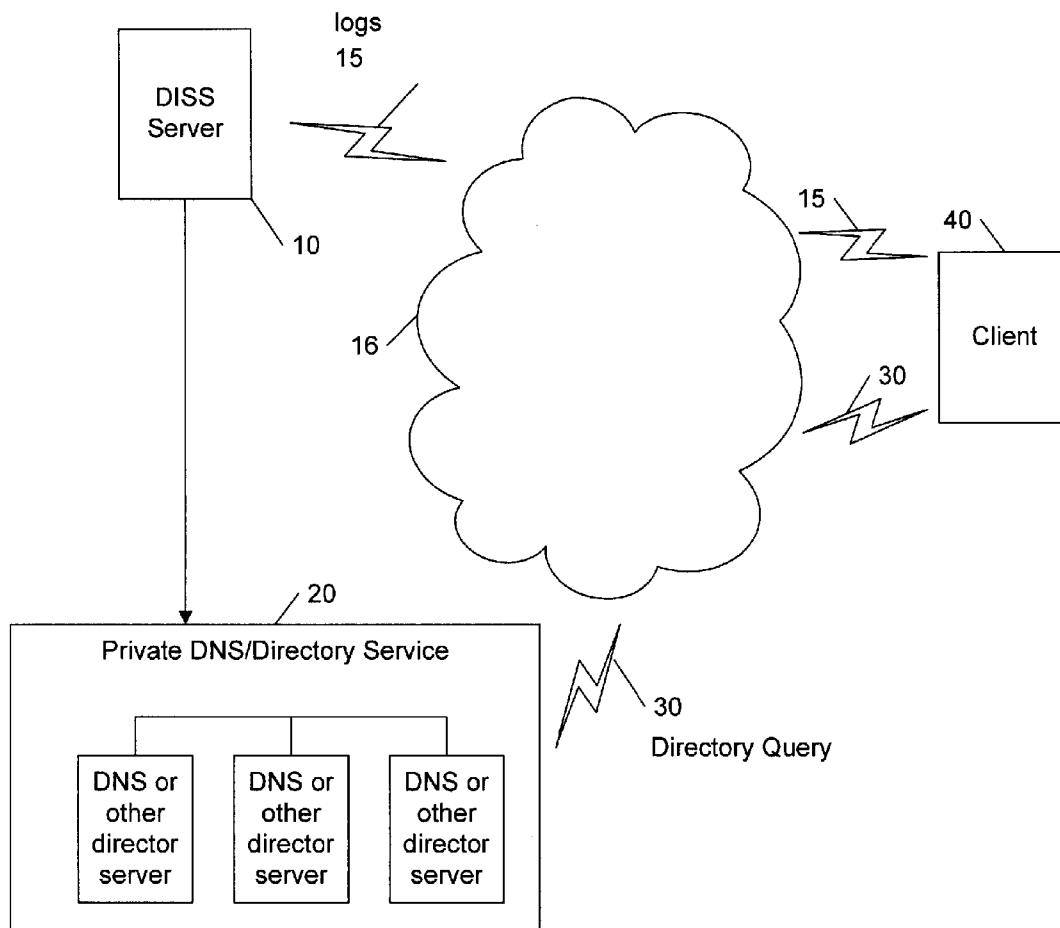 logs
15
DISS
Server
10
15
40
16
Client
30
20
Private DNS/Directory Service
30
Directory Query
DNS or
other
director
server
DNS or
other
director
server
DNS or
other
director
server